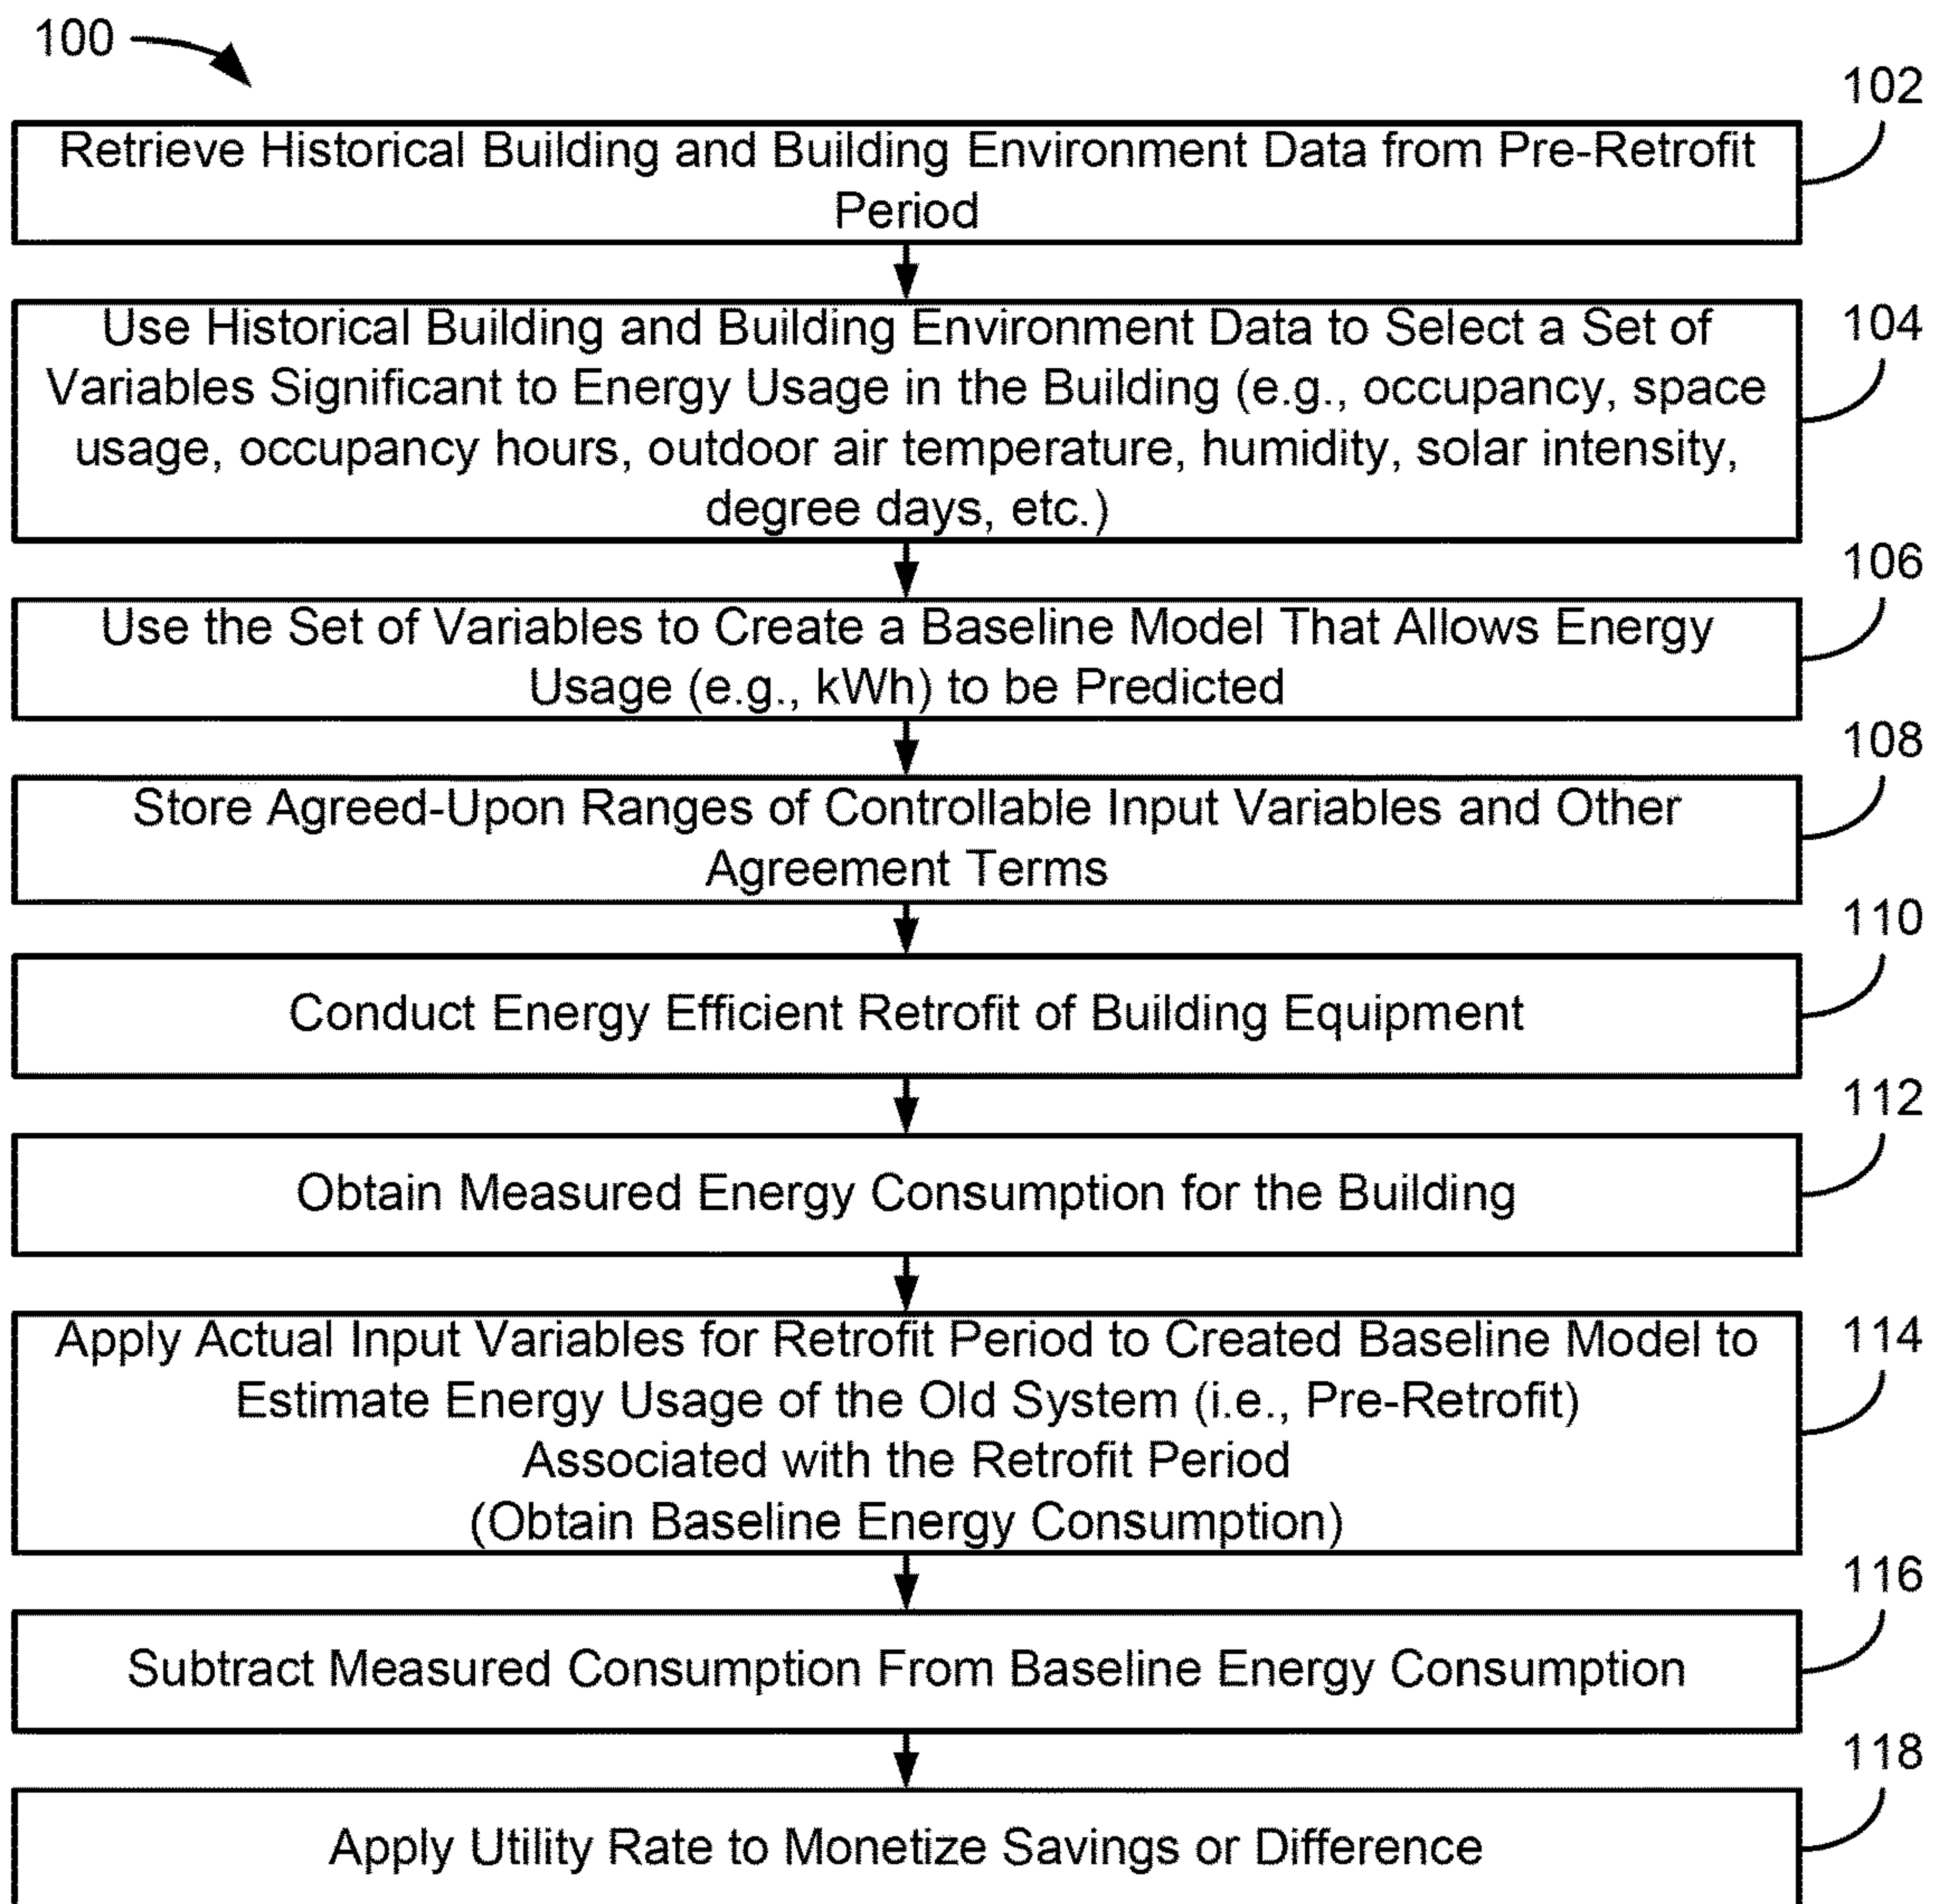 100
102
Retrieve Historical Building and Building Environment Data from Pre-Retrofit
Period
104
Use Historical Building and Building Environment Data to Select a Set of
Variables Significant to Energy Usage in the Building (e.g., occupancy, space
usage, occupancy hours, outdoor air temperature, humidity, solar intensity,
degree days, etc.)
106
Use the Set of Variables to Create a Baseline Model That Allows Energy
Usage (e.g., kWh) to be Predicted
108
Store Agreed-Upon Ranges of Controllable Input Variables and Other
Agreement Terms
110
Conduct Energy Efficient Retrofit of Building Equipment
112
Obtain Measured Energy Consumption for the Building
114
Apply Actual Input Variables for Retrofit Period to Created Baseline Model to
Estimate Energy Usage of the Old System (i.e., Pre-Retrofit)
Associated with the Retrofit Period
(Obtain Baseline Energy Consumption)
116
Subtract Measured Consumption From Baseline Energy Consumption
118
Apply Utility Rate to Monetize Savings or Difference